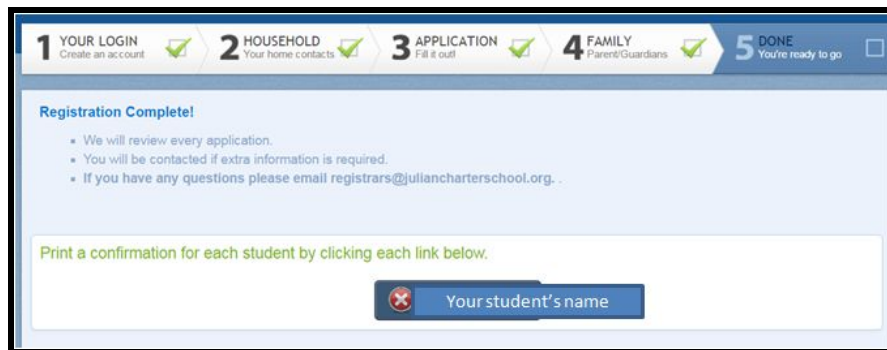 1 YOUR LOGIN
Create an account
2 HOUSEHOLD
Your home contacts
3 APPLICATION
Fill it out!
4 FAMILY
Parent/Guardians
5 DONE
You're ready to go
Registration Complete!
We will review every application.
You will be contacted if extra information is required.
If you have any questions please email registrars@juliancharterschool.org. .
Print a confirmation for each student by clicking each link below.
Your student's name